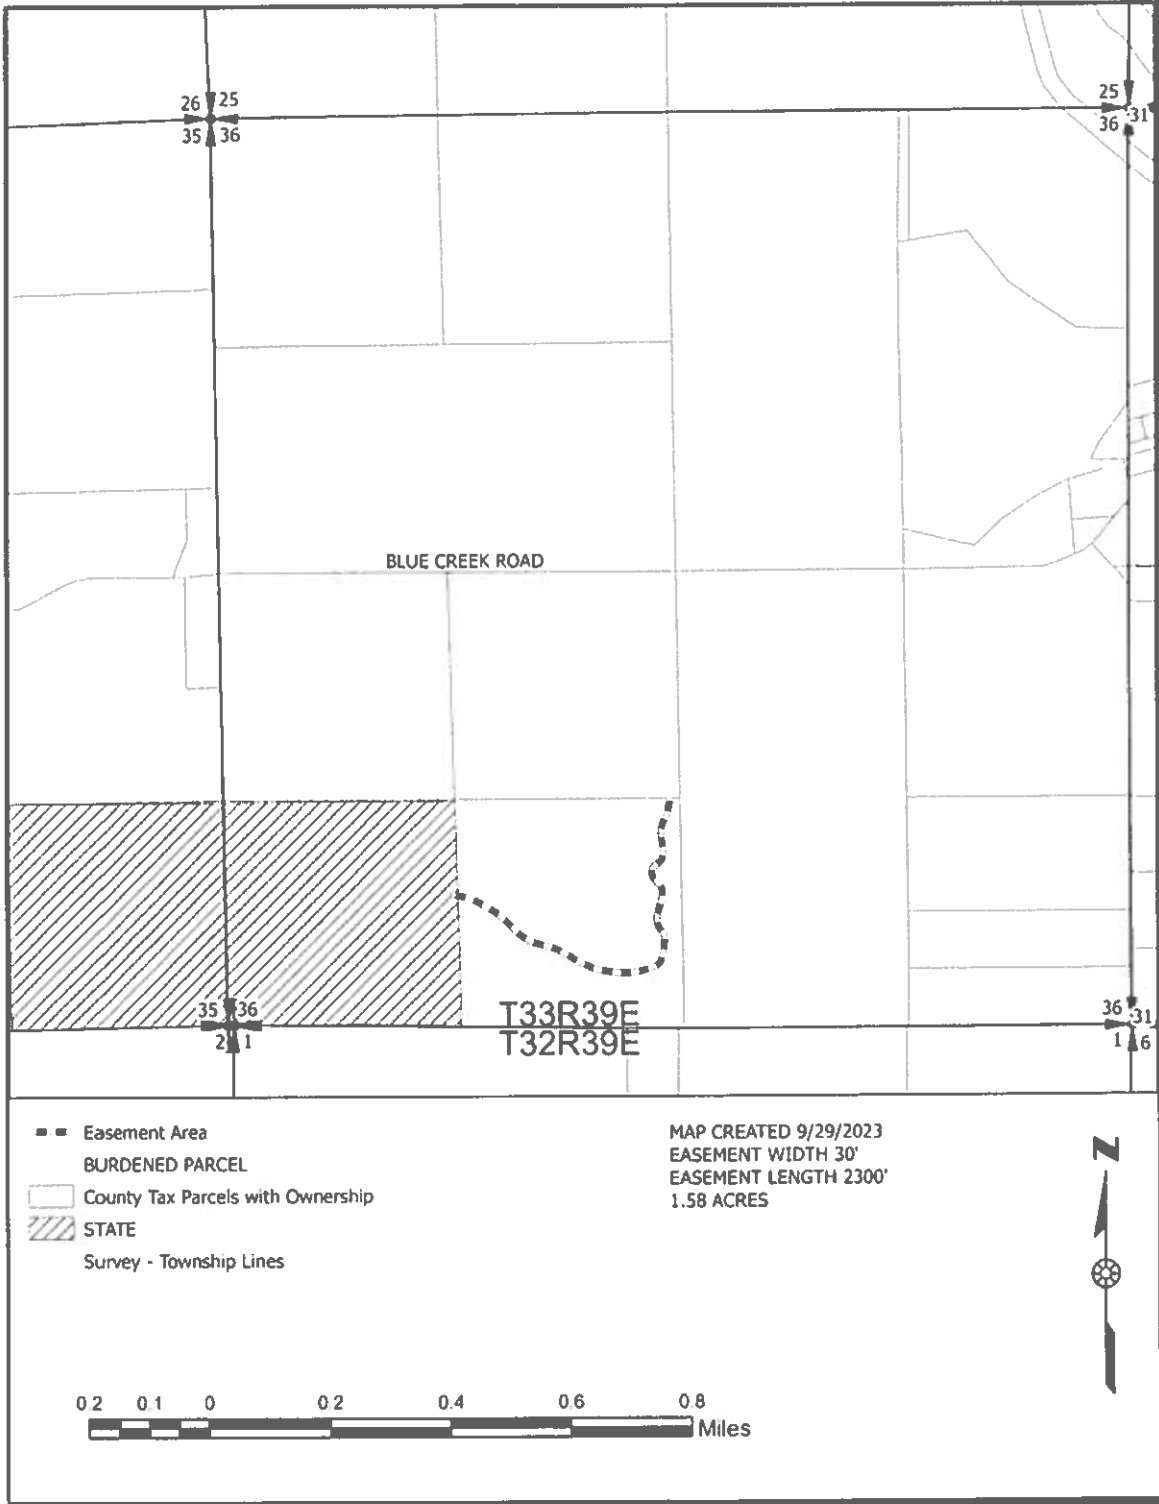 26 25
35 36
25
36 31
BLUE CREEK ROAD
35 36
2 1
T33R39E
T32R39E
36 31
1 6
Easement Area
BURDENED PARCEL
County Tax Parcels with Ownership
STATE
Survey - Township Lines
MAP CREATED 9/29/2023
EASEMENT WIDTH 30'
EASEMENT LENGTH 2300'
1.58 ACRES
N
0.2 0.1 0 0.2 0.4 0.6 0.8
Miles